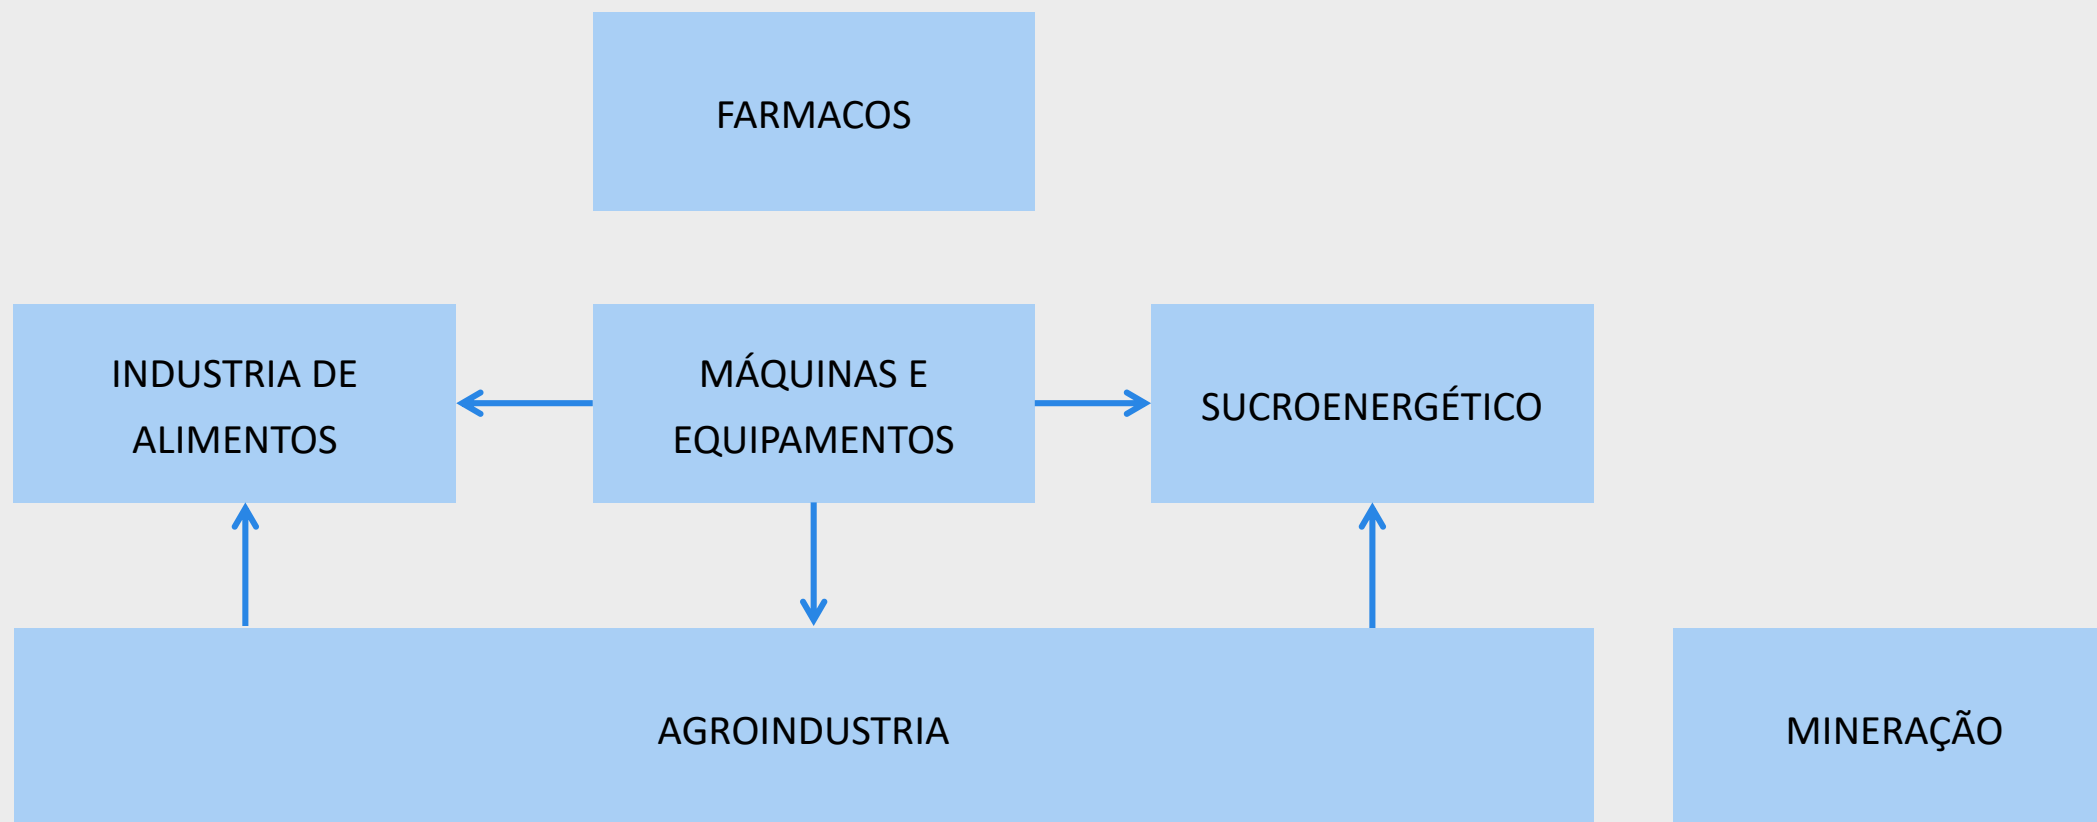 FARMACOS
INDUSTRIA DE
ALIMENTOS
MÁQUINAS E
EQUIPAMENTOS
SUCROENERGÉTICO
AGROINDUSTRIA
MINERAÇÃO